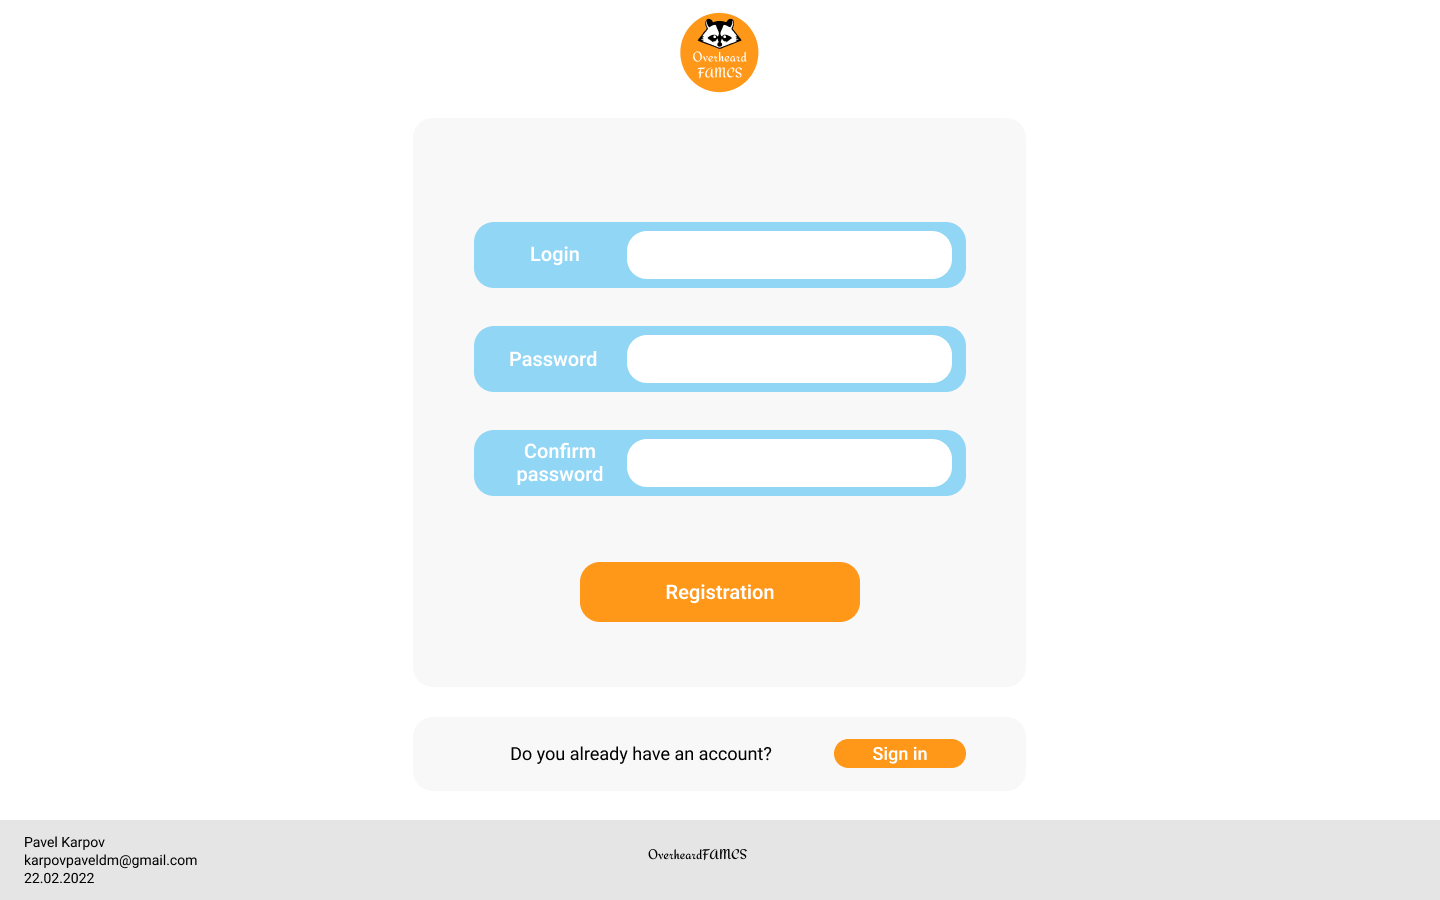 Overheard
FAMCS
Login
Password
Confirm
password
Registration
Do you already have an account?
Sign in
Pavel Karpov
karpovpaveldm@gmail.com
22.02.2022
OverheardFAMCS